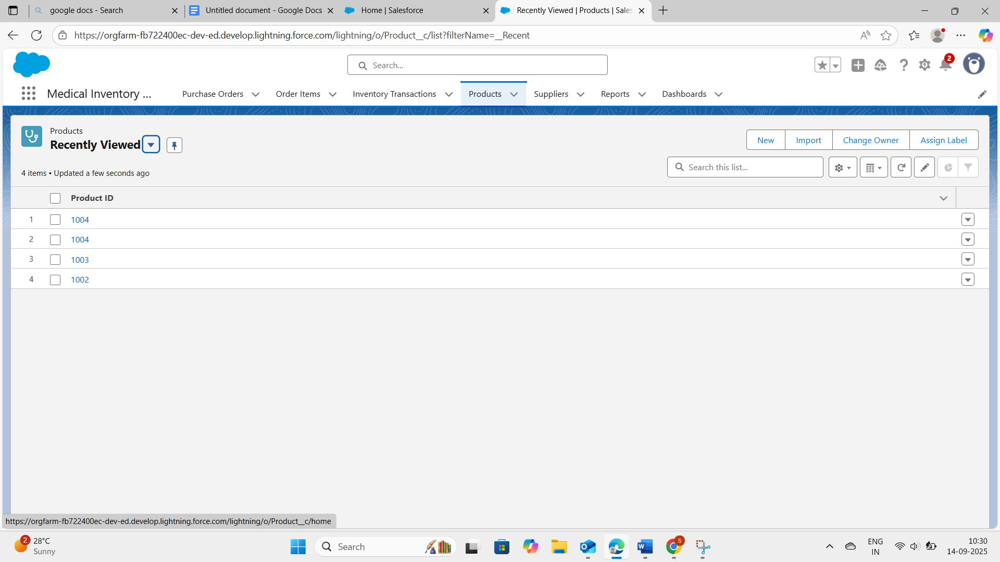 google docs - Search
Untitled document - Google Docs
Home | Salesforce
Recently Viewed | Products | Sales
https://orgfarm-fb722400ec-dev-ed.develop.lightning.force.com/lightning/o/Product__c/list?filterName=__Recent
Search...
2
Medical Inventory ...
Purchase Orders
Order Items
Inventory Transactions
Products
Suppliers
Reports
Dashboards
Products
Recently Viewed
New
Import
Change Owner
Assign Label
4 items • Updated a few seconds ago
Search this list...
Product ID
1 1004
2 1004
3 1003
4 1002
https://orgfarm-fb722400ec-dev-ed.develop.lightning.force.com/lightning/o/Product__c/home
2
28°C
Sunny
Search
S
ENG
IN
10:30
14-09-2025